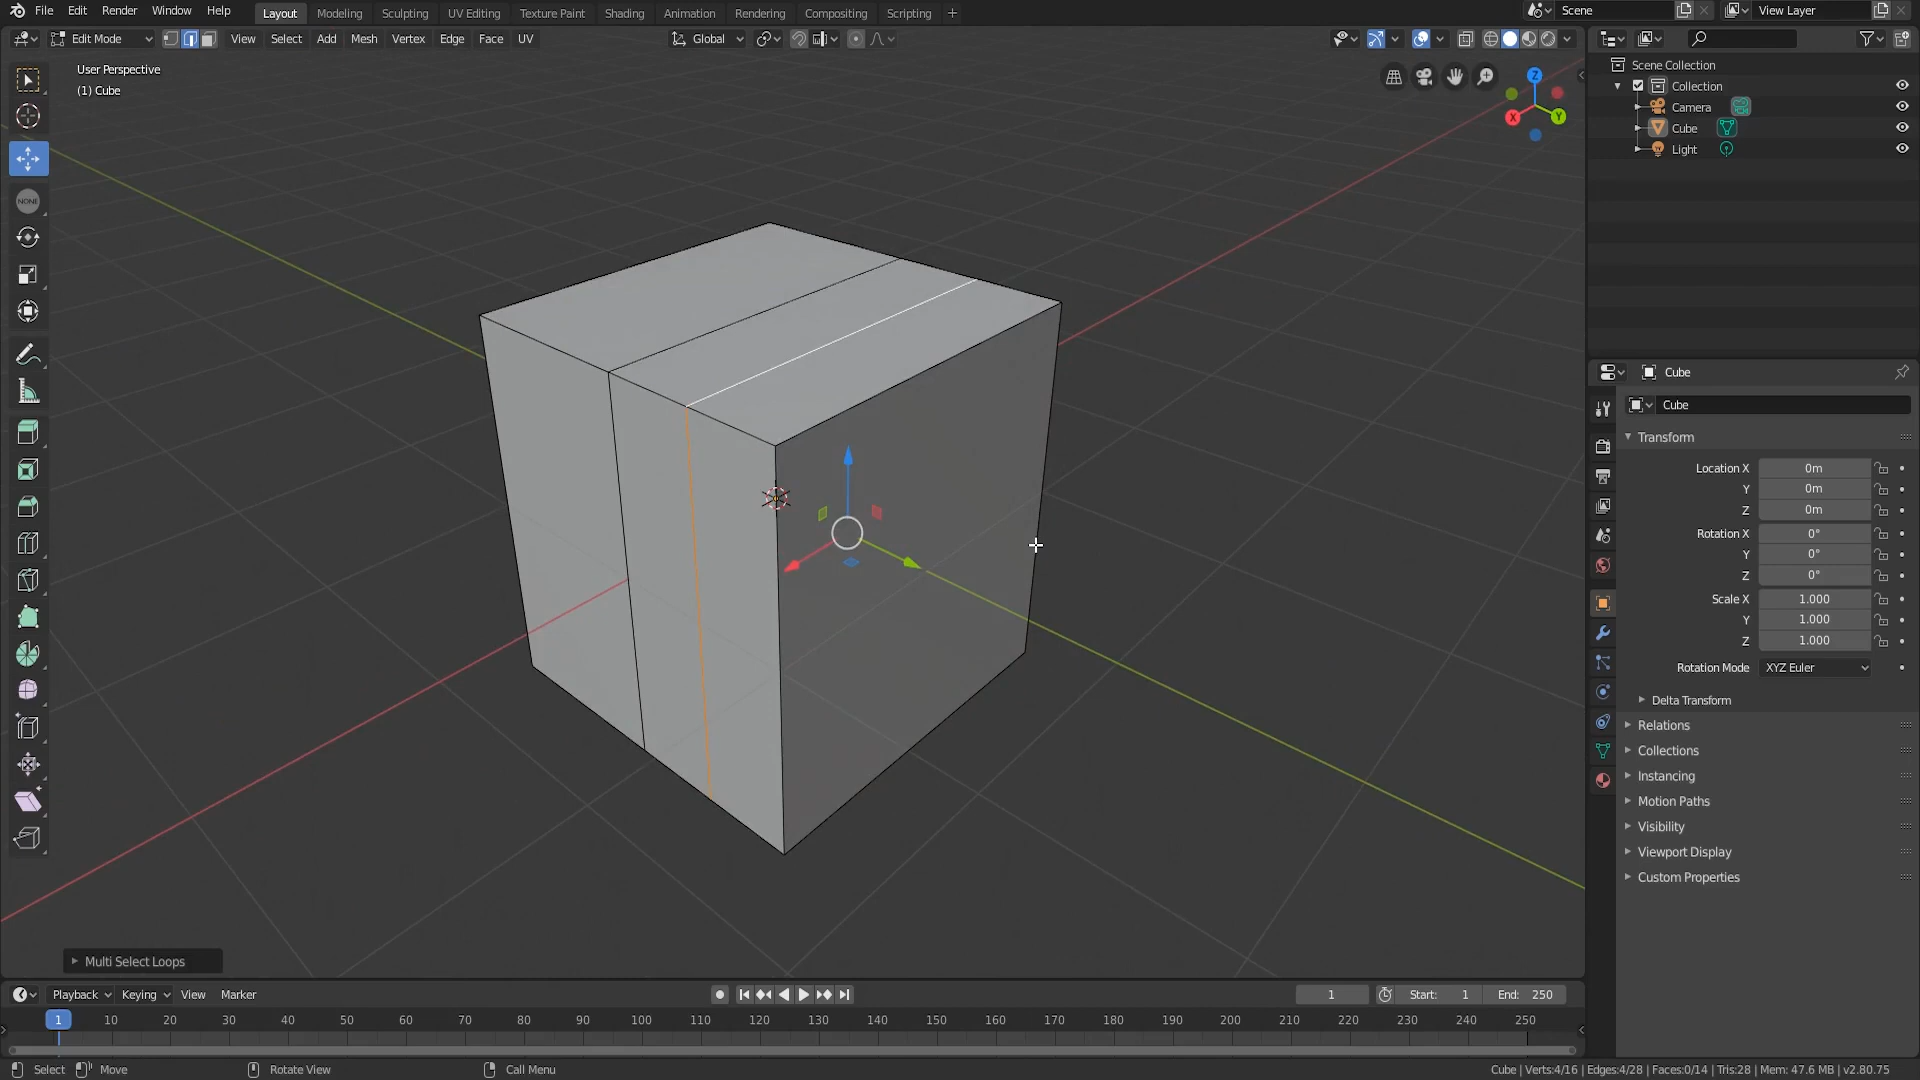 File Edit Render Window Help Layout Modeling Sculpting UV Editing Texture Paint Shading Animation Rendering Compositing Scripting + Scene View Layer
Edit Mode View Select Add Mesh Vertex Edge Face UV Global
User Perspective
(1) Cube
NONE
Z
X
Y
Scene Collection
Collection
Camera
Cube
Light
Cube
Cube
Transform
Location X 0m
Y 0m
Z 0m
Rotation X 0°
Y 0°
Z 0°
Scale X 1.000
Y 1.000
Z 1.000
Rotation Mode XYZ Euler
Delta Transform
Relations
Collections
Instancing
Motion Paths
Visibility
Viewport Display
Custom Properties
Multi Select Loops
Playback Keying View Marker 1 Start: 1 End: 250
1 10 20 30 40 50 60 70 80 90 100 110 120 130 140 150 160 170 180 190 200 210 220 230 240 250
Select Move Rotate View Call Menu Cube | Verts:4/16 | Edges:4/28 | Faces:0/14 | Tris:28 | Mem: 47.6 MB | v2.80.75